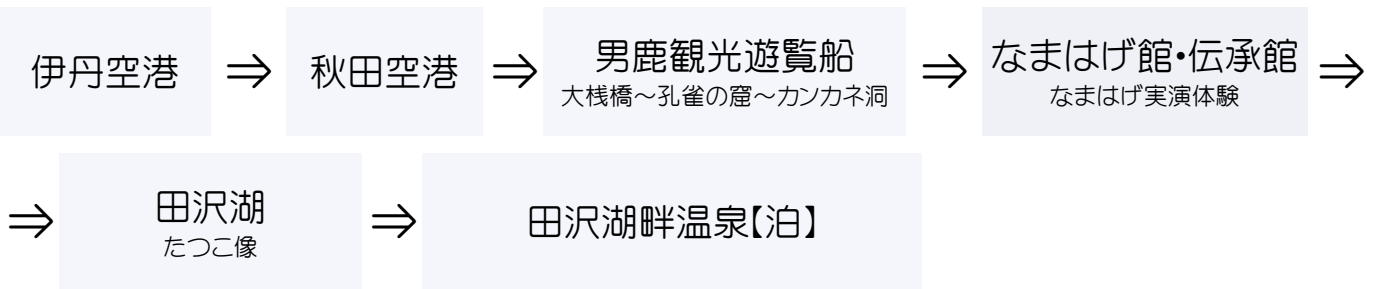 伊丹空港 ⇒ 秋田空港 ⇒ 男鹿観光遊覧船 ⇒ なまはげ館・伝承館 ⇒
大桟橋～孔雀の窟～カンカネ洞 なまはげ実演体験
⇒ 田沢湖 ⇒ 田沢湖畔温泉【泊】
たつこ像